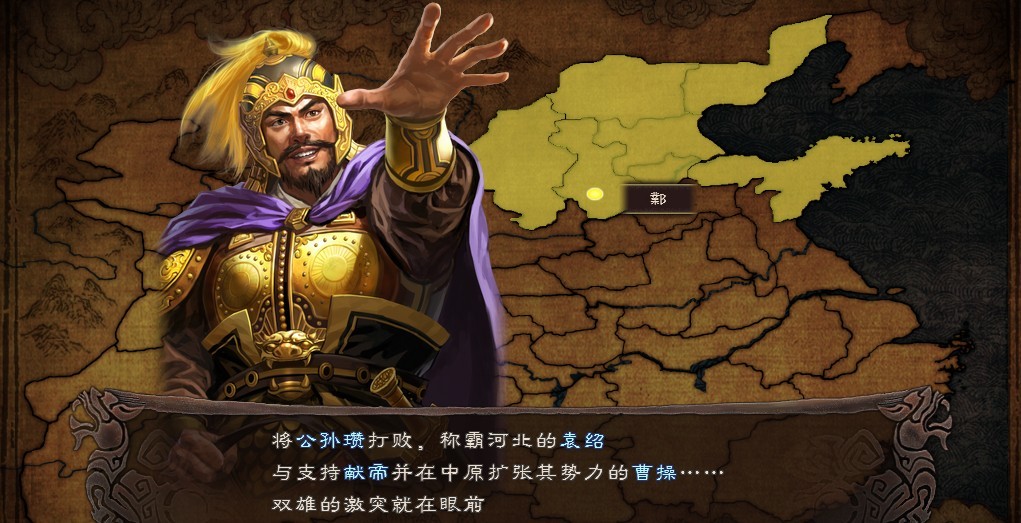 鄴
将公孙瓒打败，称霸河北的袁绍
与支持献帝并在中原扩张其势力的曹操……
双雄的激突就在眼前